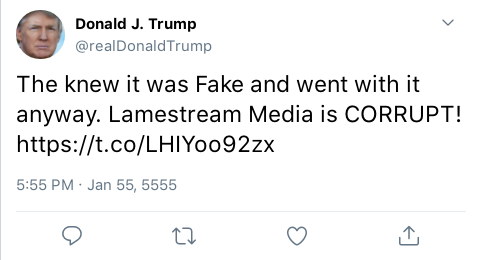 Donald J. Trump
@realDonaldTrump
The knew it was Fake and went with it
anyway. Lamestream Media is CORRUPT!
https://t.co/LHIYoo92zx
5:55 PM · Jan 55, 5555